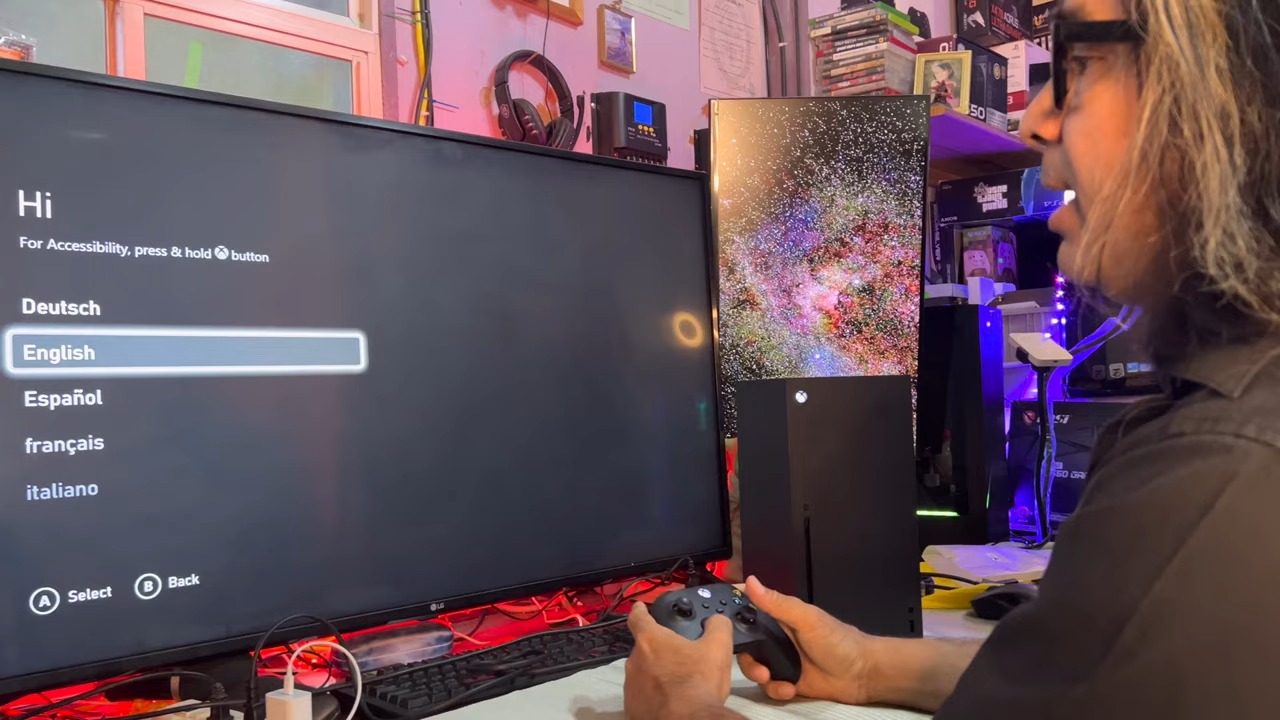 Hi
For Accessibility, press & hold button
Deutsch
English
Español
français
italiano
A Select B Back
LG